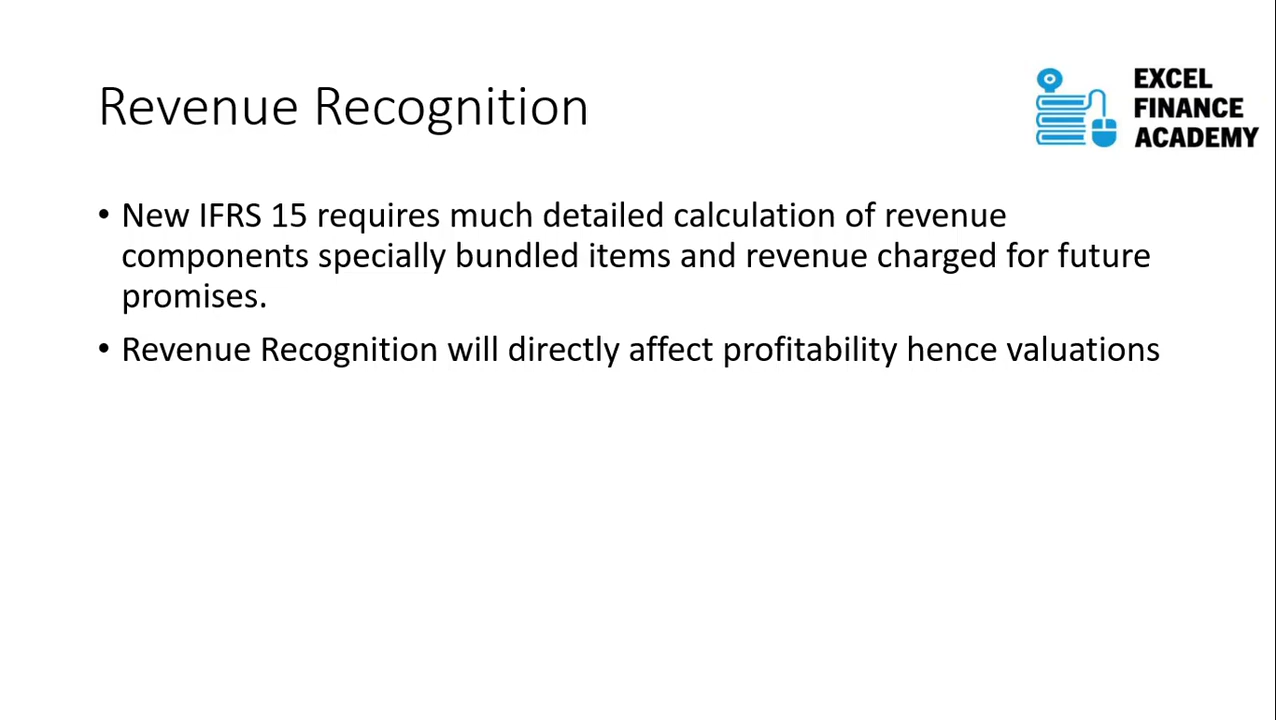 Revenue Recognition
EXCEL
FINANCE
ACADEMY
• New IFRS 15 requires much detailed calculation of revenue
components specially bundled items and revenue charged for future
promises.
• Revenue Recognition will directly affect profitability hence valuations